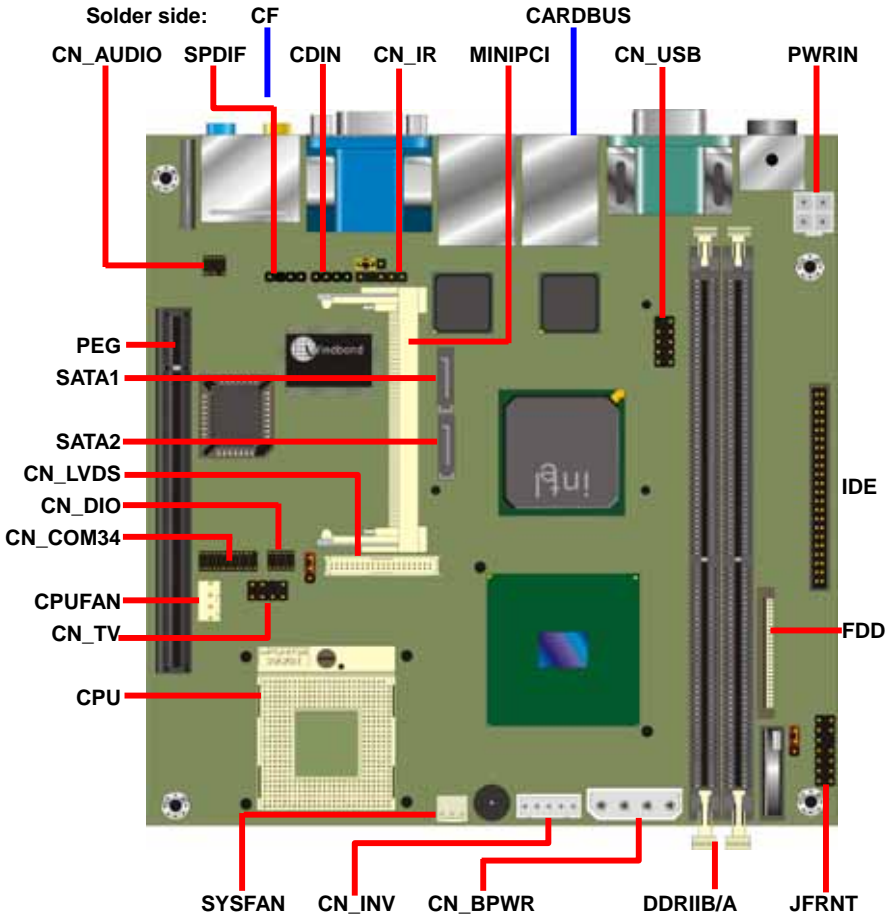 Solder side: CF CARDBUS
CN_AUDIO SPDIF CDIN CN_IR MINIPCI CN_USB PWRIN
PEG
Windbond
SATA1
SATA2
intel
CN_LVDS
IDE
CN_DIO
CN_COM34
CPUFAN
CN_TV
FDD
CPU
SYSFAN CN_INV CN_BPWR DDRIIB/A JFRNT